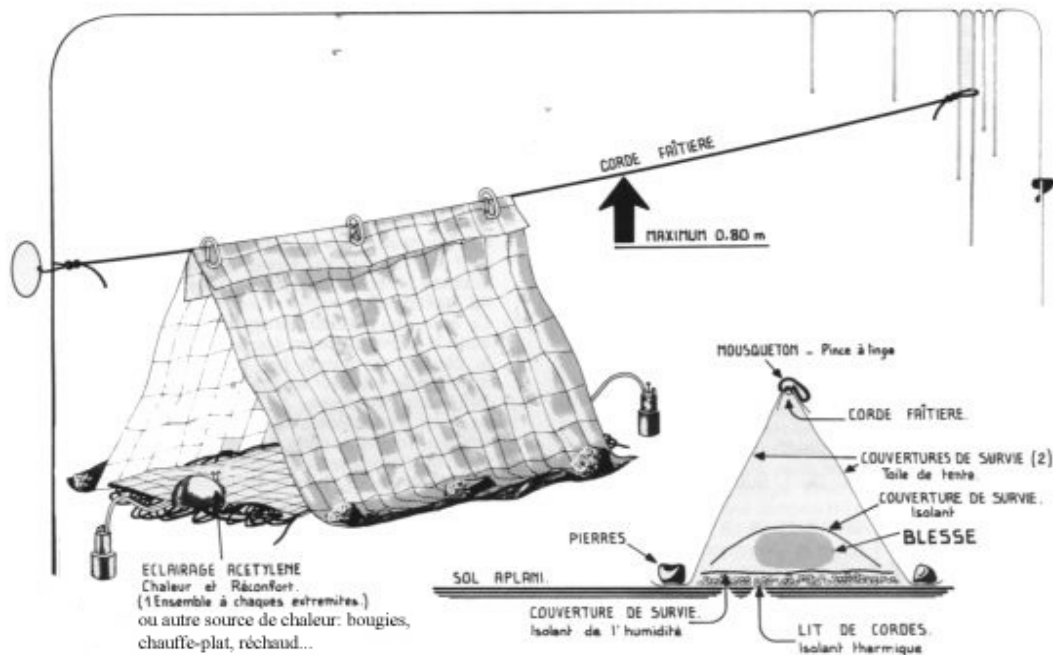 CORDE FAÎTIERE
MAXIMUM 0.80 m
MOUSQUETON - Pince à linge
CORDE FAÎTIERE.
COUVERTURES DE SURVIE (2)
Toile de tente.
COUVERTURE DE SURVIE.
Isolant
BLESSE
PIERRES
SOL APLANI.
COUVERTURE DE SURVIE.
Isolant de l'humidité
LIT DE CORDES.
Isolant thermique
ECLAIRAGE ACETYLENE
Chaleur et Réconfort.
(1 Ensemble à chaques extremites.)
ou autre source de chaleur: bougies,
chauffe-plat, réchaud...